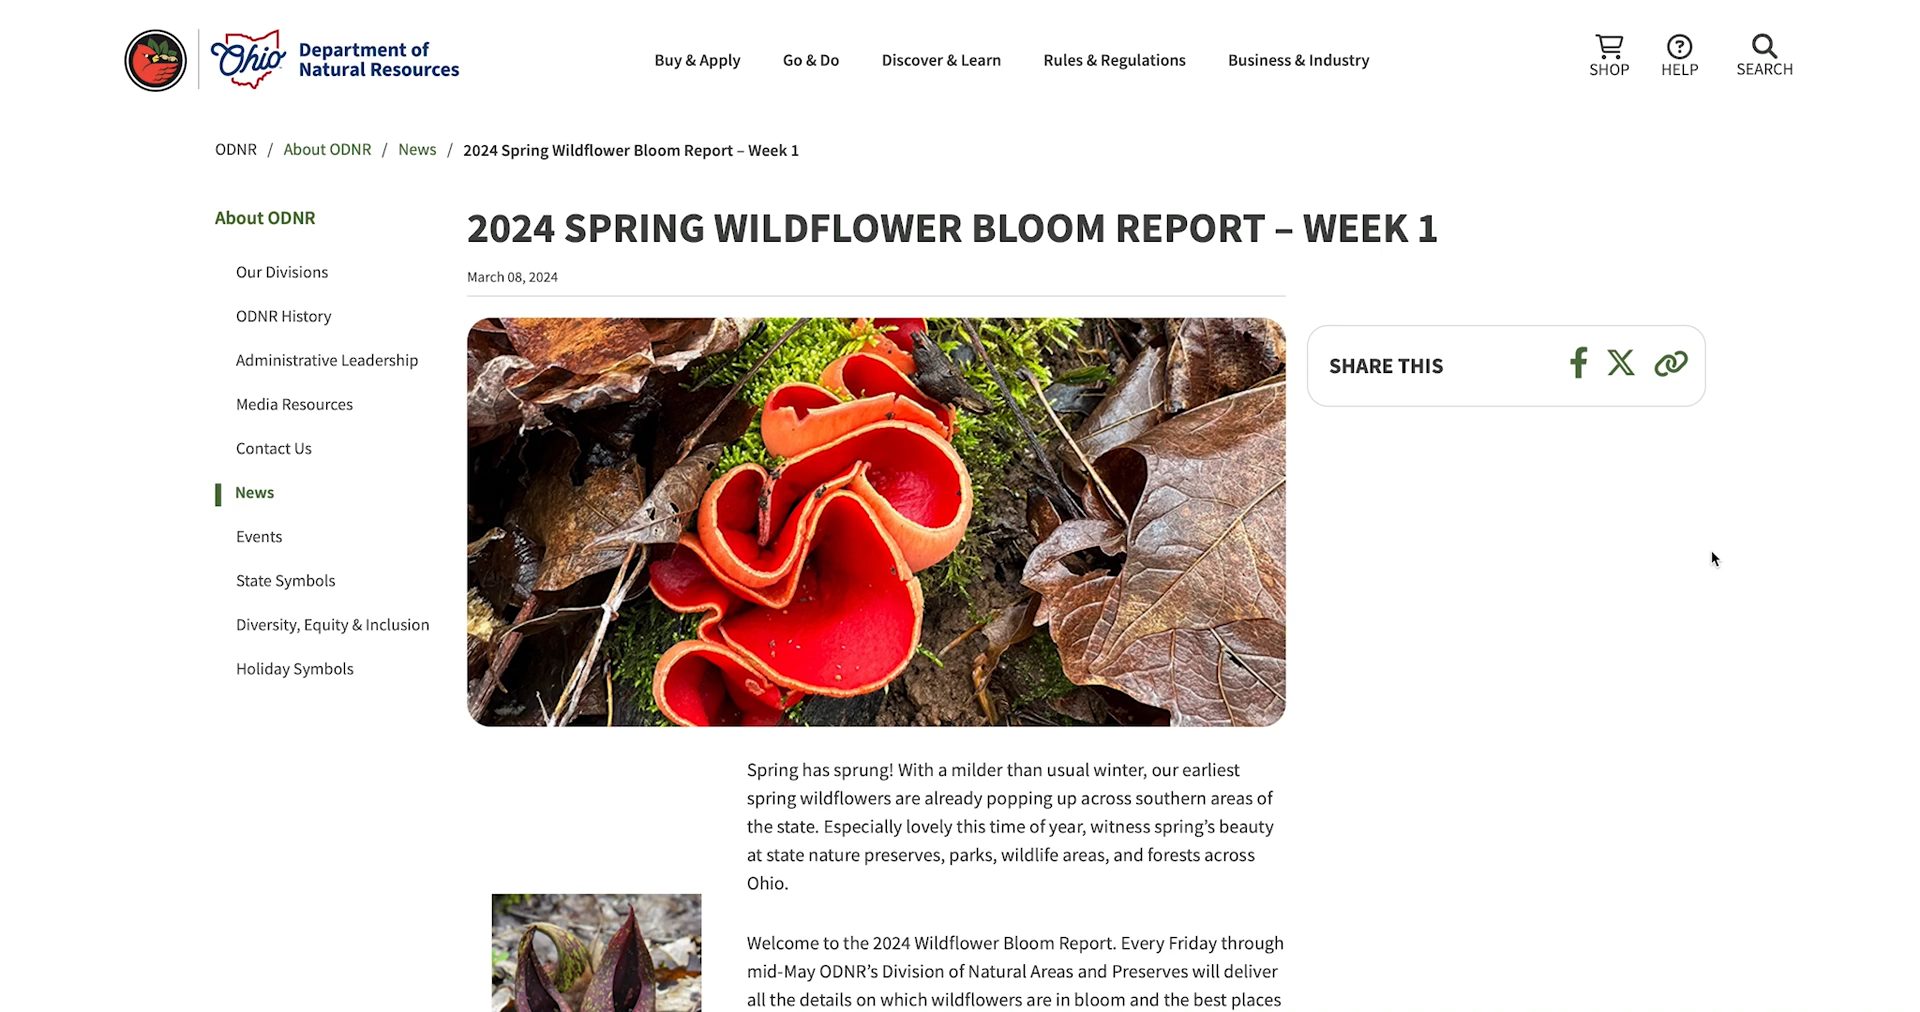 Ohio
Department of
Natural Resources
Buy & Apply
Go & Do
Discover & Learn
Rules & Regulations
Business & Industry
SHOP
HELP
SEARCH
ODNR / About ODNR / News / 2024 Spring Wildflower Bloom Report – Week 1
About ODNR
Our Divisions
ODNR History
Administrative Leadership
Media Resources
Contact Us
News
Events
State Symbols
Diversity, Equity & Inclusion
Holiday Symbols
2024 SPRING WILDFLOWER BLOOM REPORT – WEEK 1
March 08, 2024
SHARE THIS
Spring has sprung! With a milder than usual winter, our earliest
spring wildflowers are already popping up across southern areas of
the state. Especially lovely this time of year, witness spring’s beauty
at state nature preserves, parks, wildlife areas, and forests across
Ohio.
Welcome to the 2024 Wildflower Bloom Report. Every Friday through
mid-May ODNR’s Division of Natural Areas and Preserves will deliver
all the details on which wildflowers are in bloom and the best places